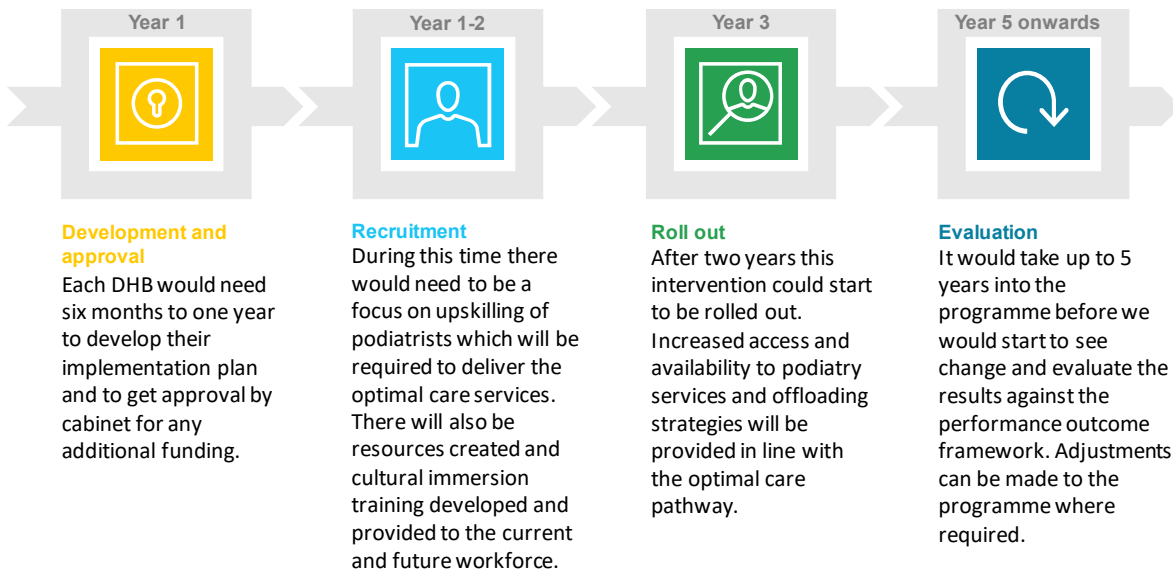 Year 1
Development and
approval
Each DHB would need
six months to one year
to develop their
implementation plan
and to get approval by
cabinet for any
additional funding.
Year 1-2
Recruitment
During this time there
would need to be a
focus on upskilling of
podiatrists which will be
required to deliver the
optimal care services.
There will also be
resources created and
cultural immersion
training developed and
provided to the current
and future workforce.
Year 3
Roll out
After two years this
intervention could start
to be rolled out.
Increased access and
availability to podiatry
services and offloading
strategies will be
provided in line with
the optimal care
pathway.
Year 5 onwards
Evaluation
It would take up to 5
years into the
programme before we
would start to see
change and evaluate the
results against the
performance outcome
framework. Adjustments
can be made to the
programme where
required.